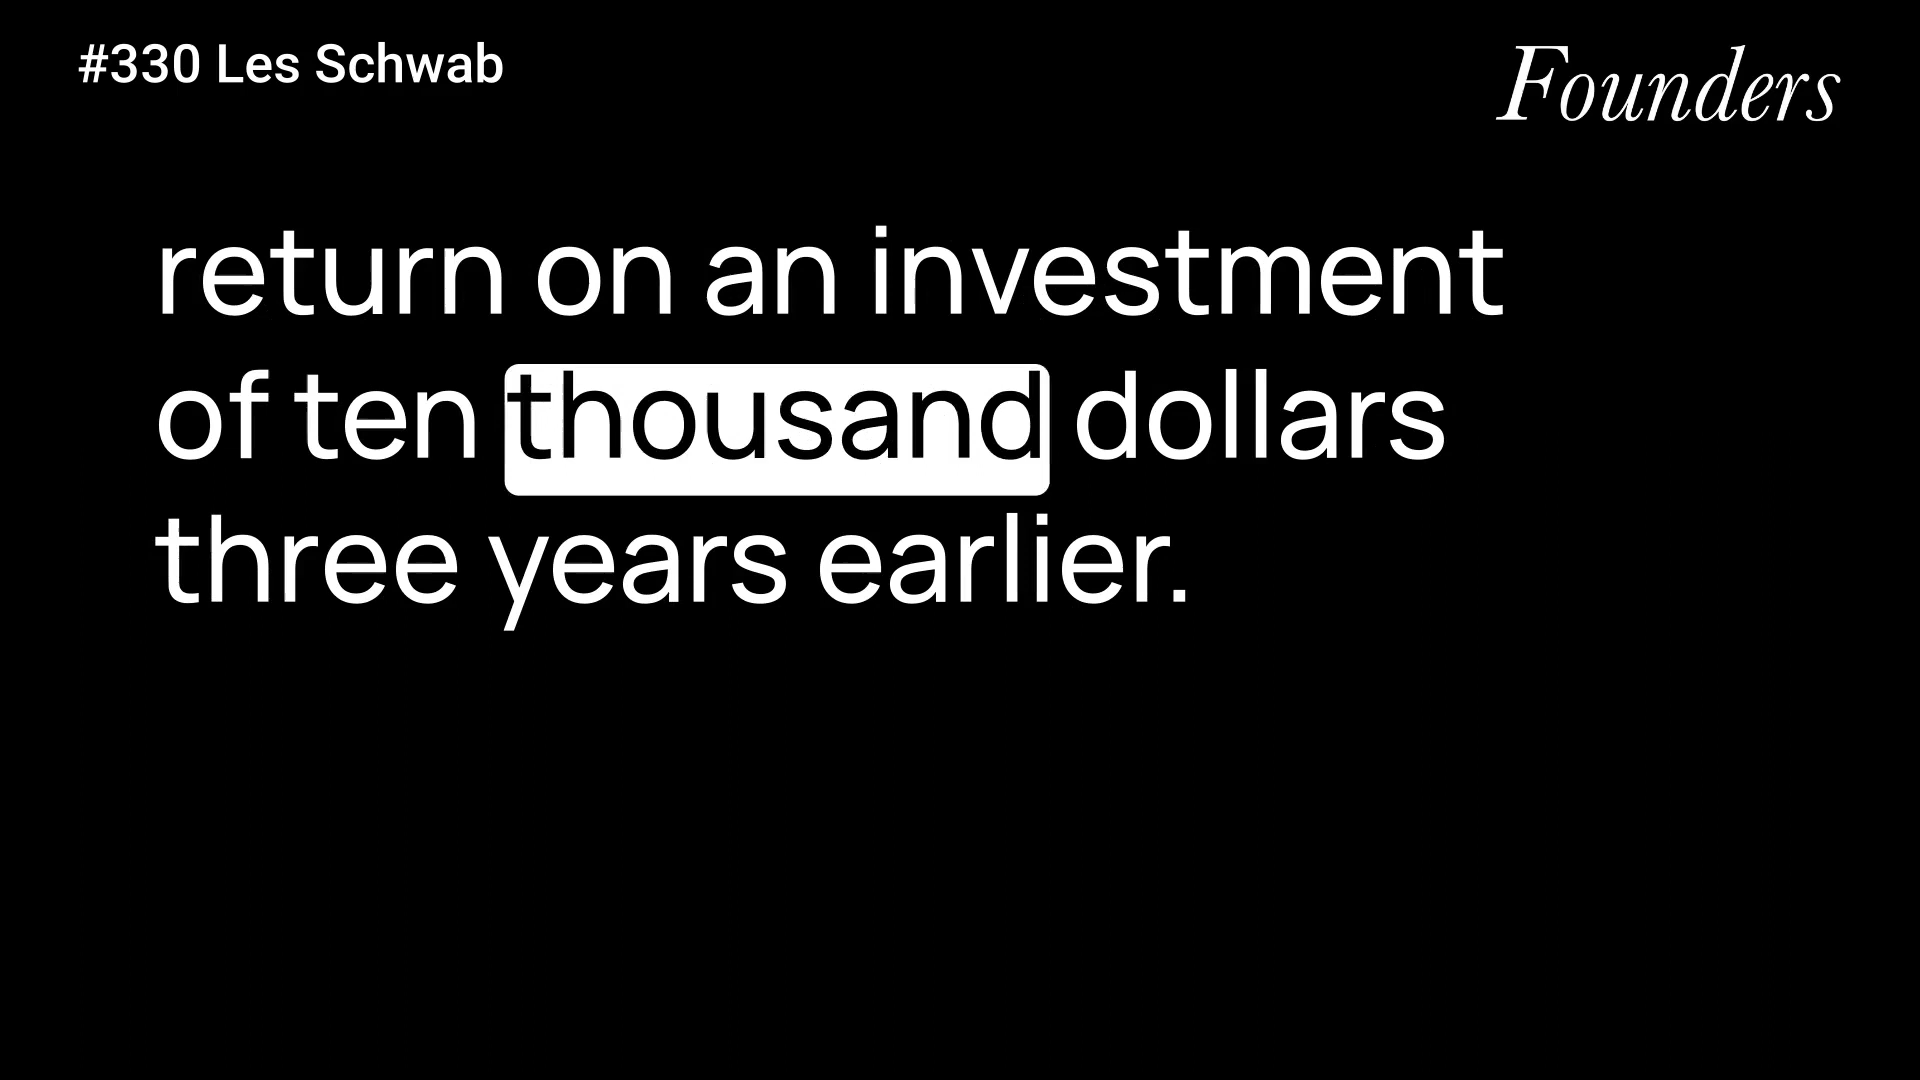 #330 Les Schwab
Founders
return on an investment
of ten thousand dollars
three years earlier.